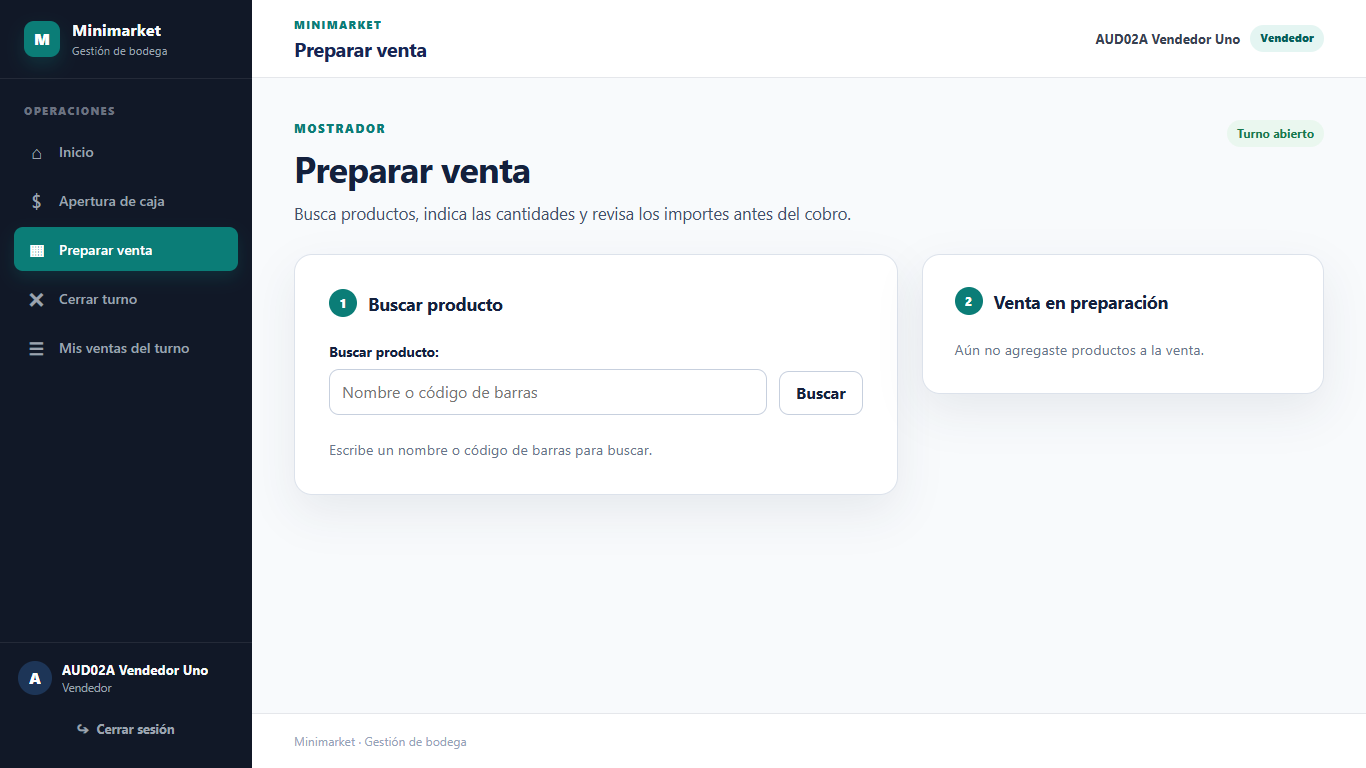 M
Minimarket
Gestión de bodega
OPERACIONES
Inicio
$ Apertura de caja
Preparar venta
Cerrar turno
Mis ventas del turno
A
AUD02A Vendedor Uno
Vendedor
Cerrar sesión
MINIMARKET
Preparar venta
AUD02A Vendedor Uno
Vendedor
MOSTRADOR
Turno abierto
Preparar venta
Busca productos, indica las cantidades y revisa los importes antes del cobro.
1 Buscar producto
Buscar producto:
Nombre o código de barras
Buscar
Escribe un nombre o código de barras para buscar.
2 Venta en preparación
Aún no agregaste productos a la venta.
Minimarket · Gestión de bodega